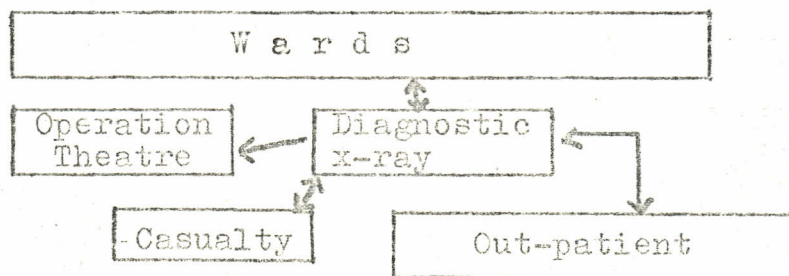 Wards
Operation
Theatre
Diagnostic
x-ray
Casualty
Out-patient